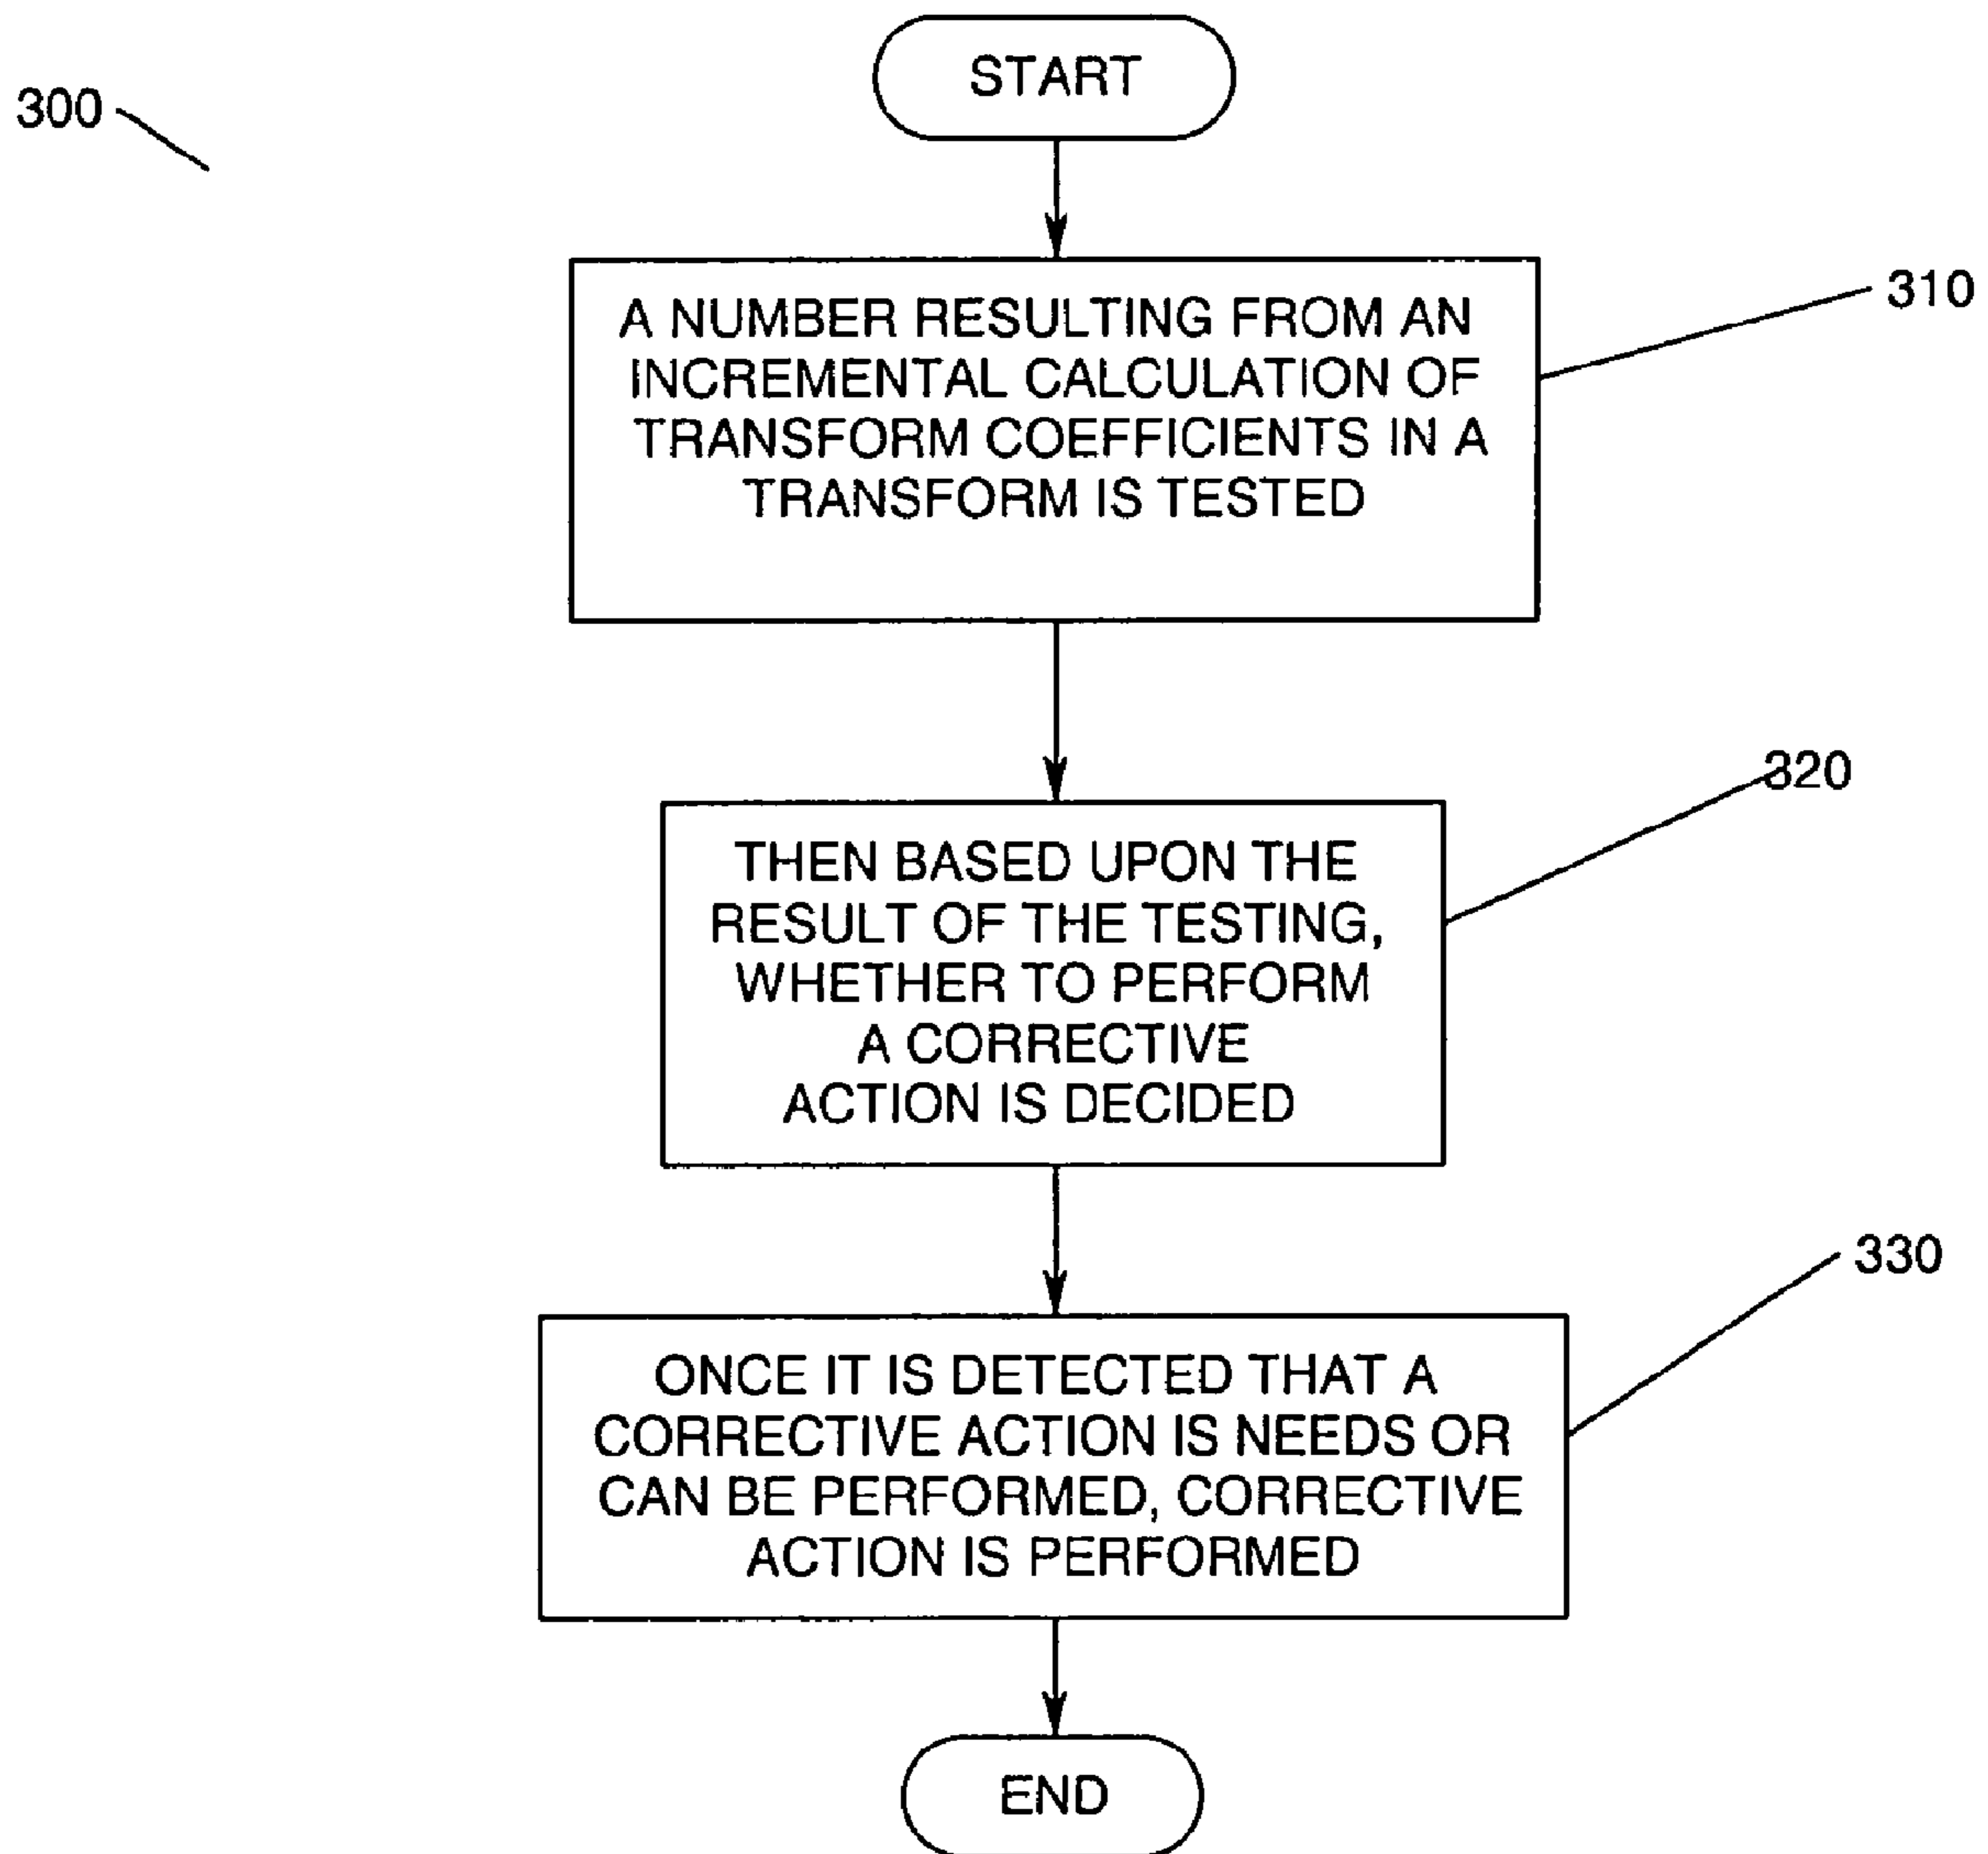 START
300
A NUMBER RESULTING FROM AN
INCREMENTAL CALCULATION OF
TRANSFORM COEFFICIENTS IN A
TRANSFORM IS TESTED
310
320
THEN BASED UPON THE
RESULT OF THE TESTING,
WHETHER TO PERFORM
A CORRECTIVE
ACTION IS DECIDED
330
ONCE IT IS DETECTED THAT A
CORRECTIVE ACTION IS NEEDS OR
CAN BE PERFORMED, CORRECTIVE
ACTION IS PERFORMED
END